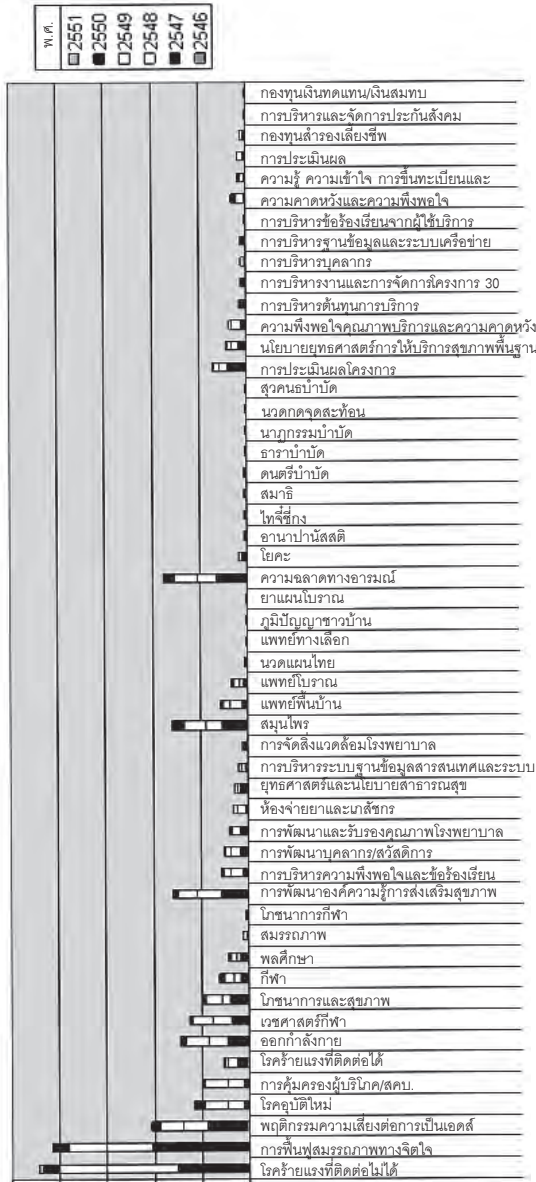 พ.ศ.
2551
2550
2549
2548
2547
2546
กองทุนเงินทดแทน/เงินสมทบ
การบริหารและจัดการประกันสังคม
กองทุนสำรองเลี้ยงชีพ
การประเมินผล
ความรู้ ความเข้าใจ การขึ้นทะเบียนและ
ความคาดหวังและความพึงพอใจ
การบริหารข้อร้องเรียนจากผู้ใช้บริการ
การบริหารฐานข้อมูลและระบบเครือข่าย
การบริหารบุคลากร
การบริหารงานและการจัดการโครงการ 30
การบริหารต้นทุนการบริการ
ความพึงพอใจคุณภาพบริการและความคาดหวัง
นโยบายยุทธศาสตร์การให้บริการสุขภาพพื้นฐาน
การประเมินผลโครงการ
สุวคนธบำบัด
นวดกดจุดสะท้อน
นาฏกรรมบำบัด
ธาราบำบัด
ดนตรีบำบัด
สมาธิ
ไทจี๋ชี่กง
อานาปานัสสติ
โยคะ
ความฉลาดทางอารมณ์
ยาแผนโบราณ
ภูมิปัญญาชาวบ้าน
แพทย์ทางเลือก
นวดแผนไทย
แพทย์โบราณ
แพทย์พื้นบ้าน
สมุนไพร
การจัดสิ่งแวดล้อมโรงพยาบาล
การบริหารระบบฐานข้อมูลสารสนเทศและระบบ
ยุทธศาสตร์และนโยบายสาธารณสุข
ห้องจ่ายยาและเภสัชกร
การพัฒนาและรับรองคุณภาพโรงพยาบาล
การพัฒนาบุคลากร/สวัสดิการ
การบริหารความพึงพอใจและข้อร้องเรียน
การพัฒนาองค์ความรู้การส่งเสริมสุขภาพ
โภชนาการกีฬา
สมรรถภาพ
พลศึกษา
กีฬา
โภชนาการและสุขภาพ
เวชศาสตร์กีฬา
ออกกำลังกาย
โรคร้ายแรงที่ติดต่อได้
การคุ้มครองผู้บริโภค/สคบ.
โรคอุบัติใหม่
พฤติกรรมความเสี่ยงต่อการเป็นเอดส์
การฟื้นฟูสมรรถภาพทางจิตใจ
โรคร้ายแรงที่ติดต่อไม่ได้